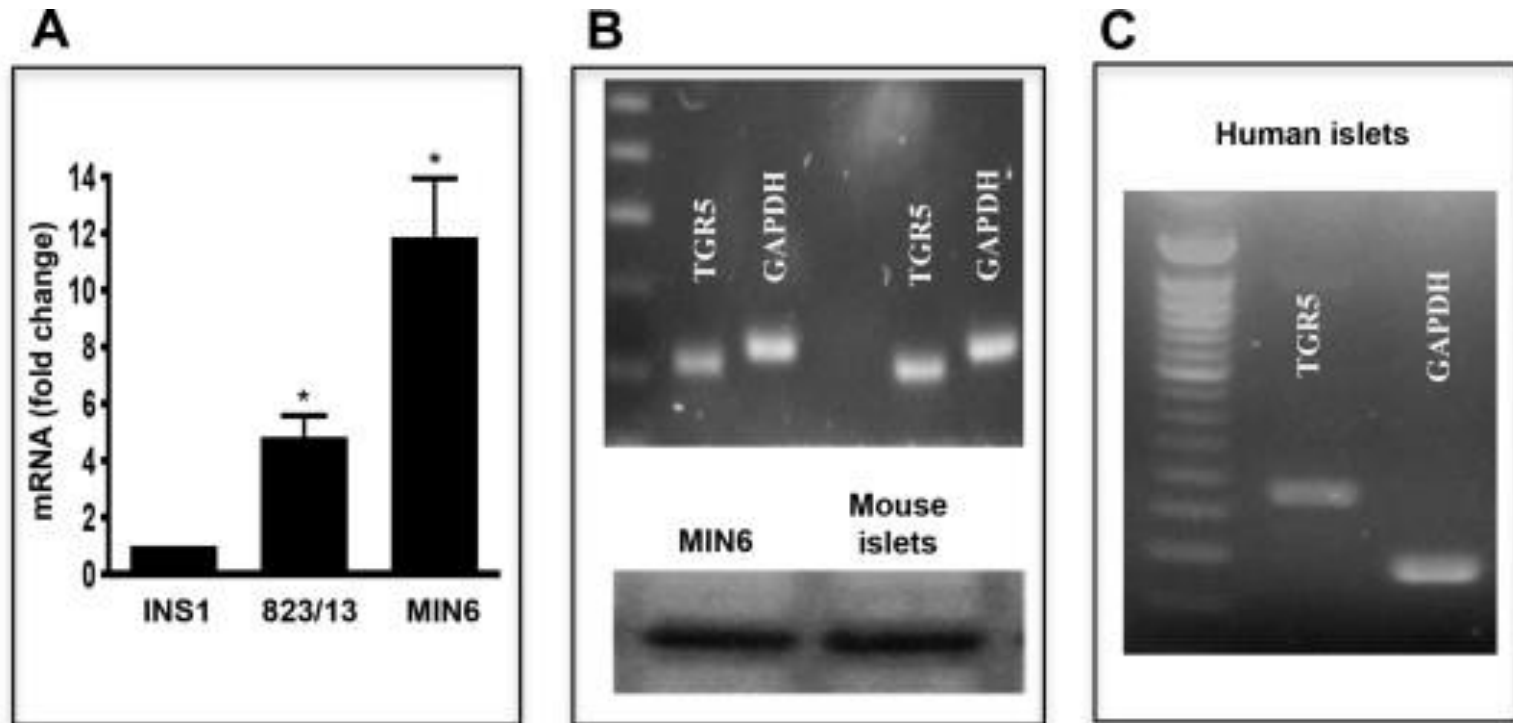 A
B
C
mRNA (fold change)
14
12
10
8
6
4
2
0
*
*
INS1
823/13
MIN6
TGR5
GAPDH
TGR5
GAPDH
MIN6
Mouse
islets
Human islets
TGR5
GAPDH